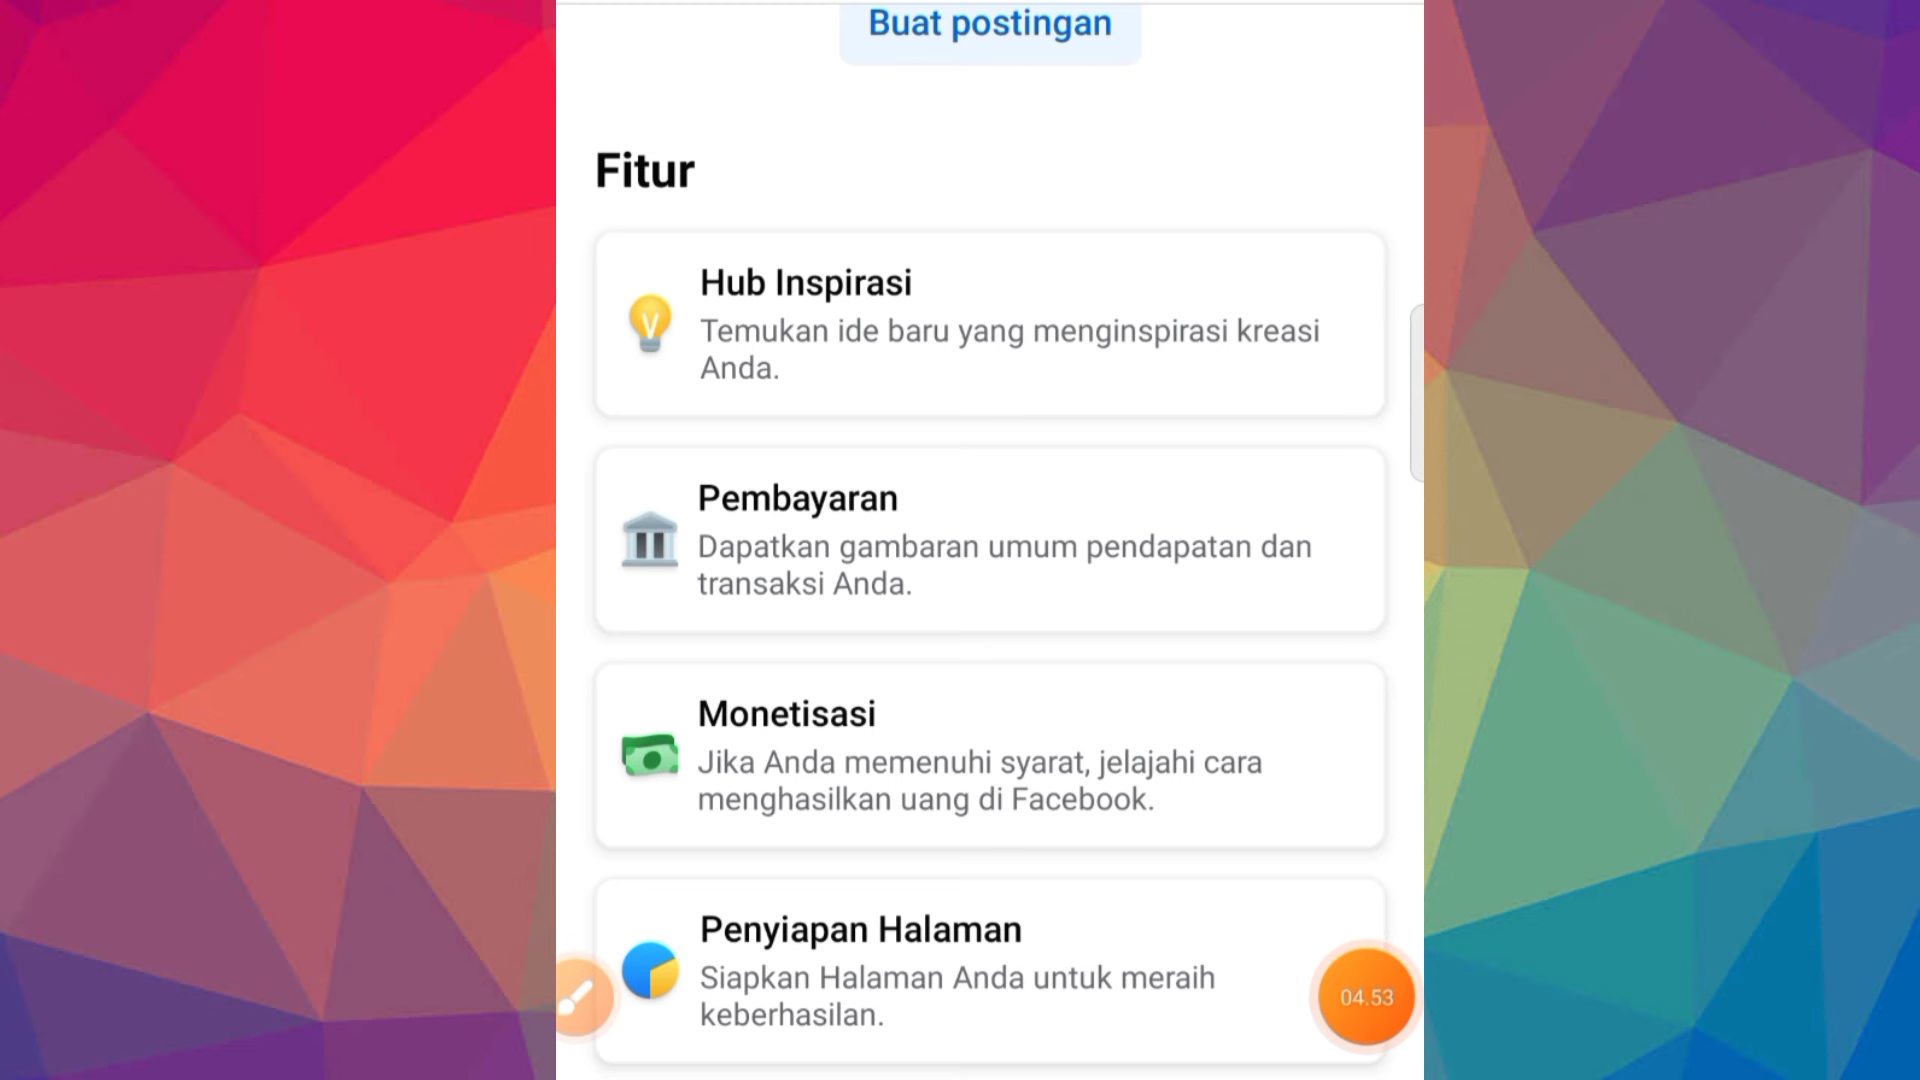 Buat postingan
Fitur
Hub Inspirasi
Temukan ide baru yang menginspirasi kreasi
Anda.
Pembayaran
Dapatkan gambaran umum pendapatan dan
transaksi Anda.
Monetisasi
Jika Anda memenuhi syarat, jelajahi cara
menghasilkan uang di Facebook.
Penyiapan Halaman
Siapkan Halaman Anda untuk meraih
keberhasilan.
04.53